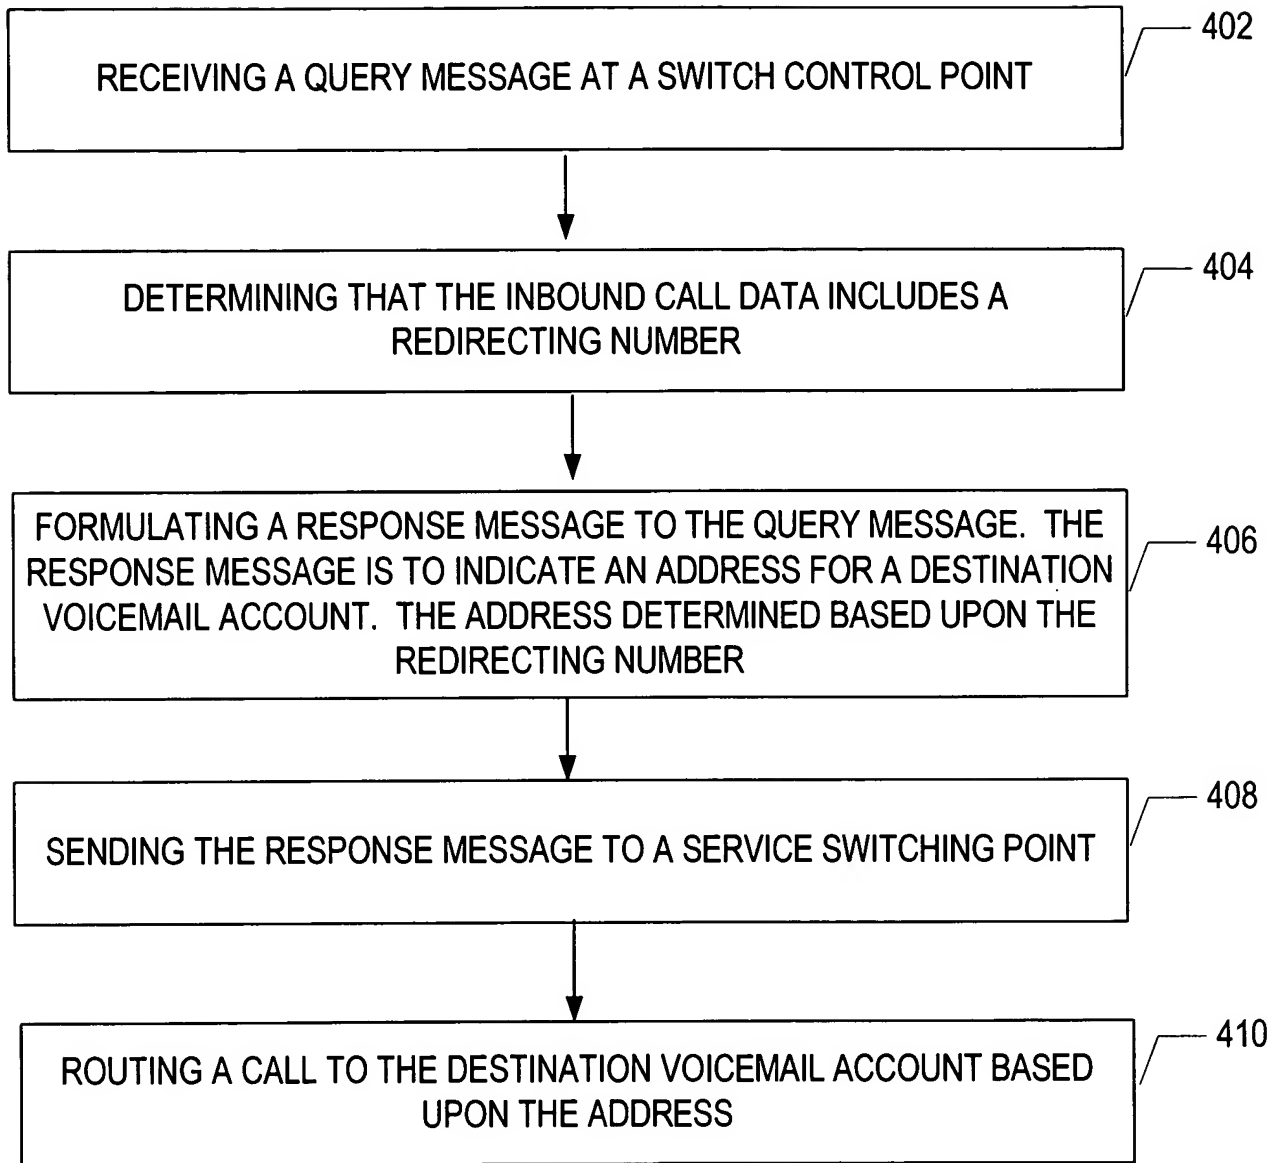 402
RECEIVING A QUERY MESSAGE AT A SWITCH CONTROL POINT
404
DETERMINING THAT THE INBOUND CALL DATA INCLUDES A
REDIRECTING NUMBER
FORMULATING A RESPONSE MESSAGE TO THE QUERY MESSAGE. THE
406
RESPONSE MESSAGE IS TO INDICATE AN ADDRESS FOR A DESTINATION
VOICEMAIL ACCOUNT. THE ADDRESS DETERMINED BASED UPON THE
REDIRECTING NUMBER
408
SENDING THE RESPONSE MESSAGE TO A SERVICE SWITCHING POINT
410
ROUTING A CALL TO THE DESTINATION VOICEMAIL ACCOUNT BASED
UPON THE ADDRESS